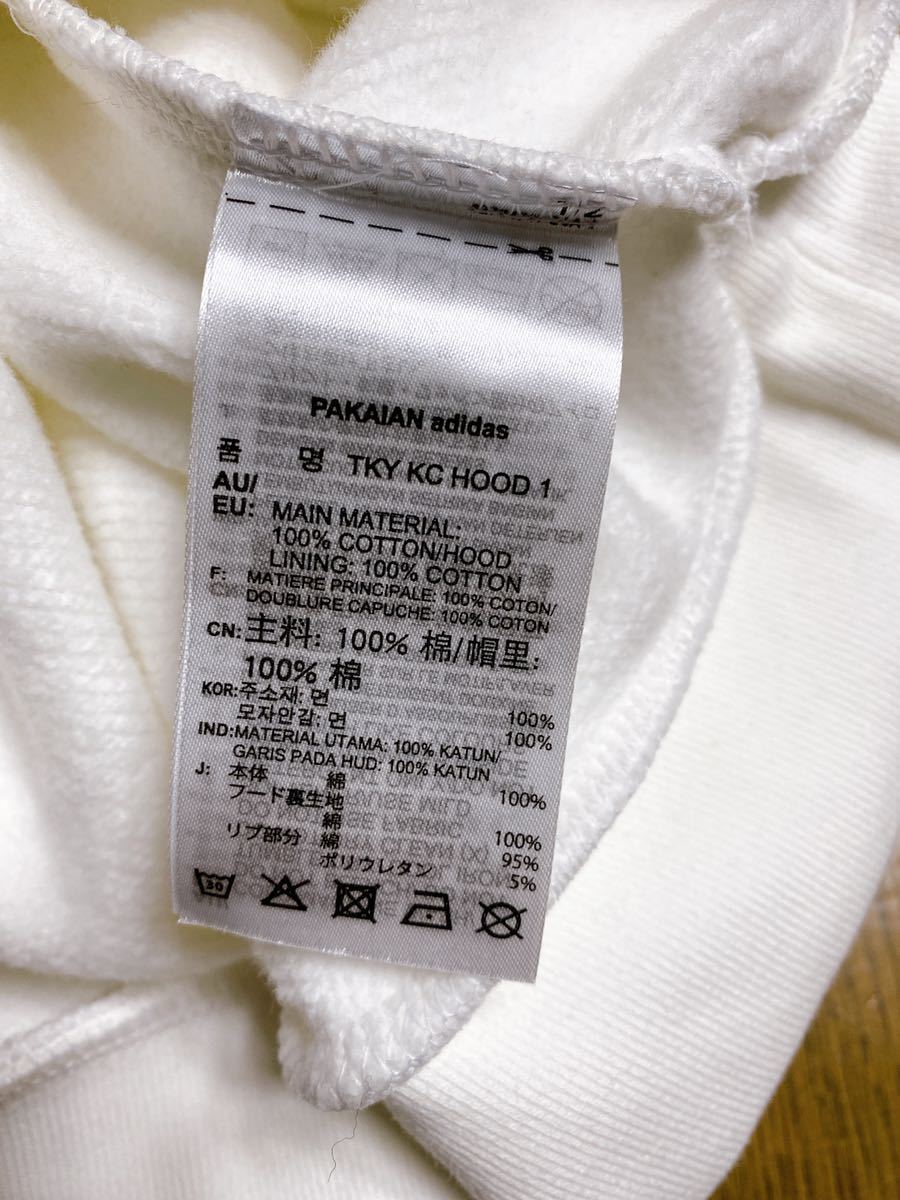 PAKAIAN adidas
품 명 TKY KC HOOD 1
AU/
EU: MAIN MATERIAL:
100% COTTON/HOOD
LINING: 100% COTTON
F: MATIERE PRINCIPALE: 100% COTON/
DOUBLURE CAPUCHE: 100% COTON
CN: 主料: 100% 棉/帽里:
100% 棉
KOR: 주소재: 면 100%
모자안감: 면 100%
IND: MATERIAL UTAMA: 100% KATUN/
GARIS PADA HUD: 100% KATUN
J: 本体 綿 100%
フード裏生地
綿 100%
リブ部分 綿 95%
ポリウレタン 5%
30